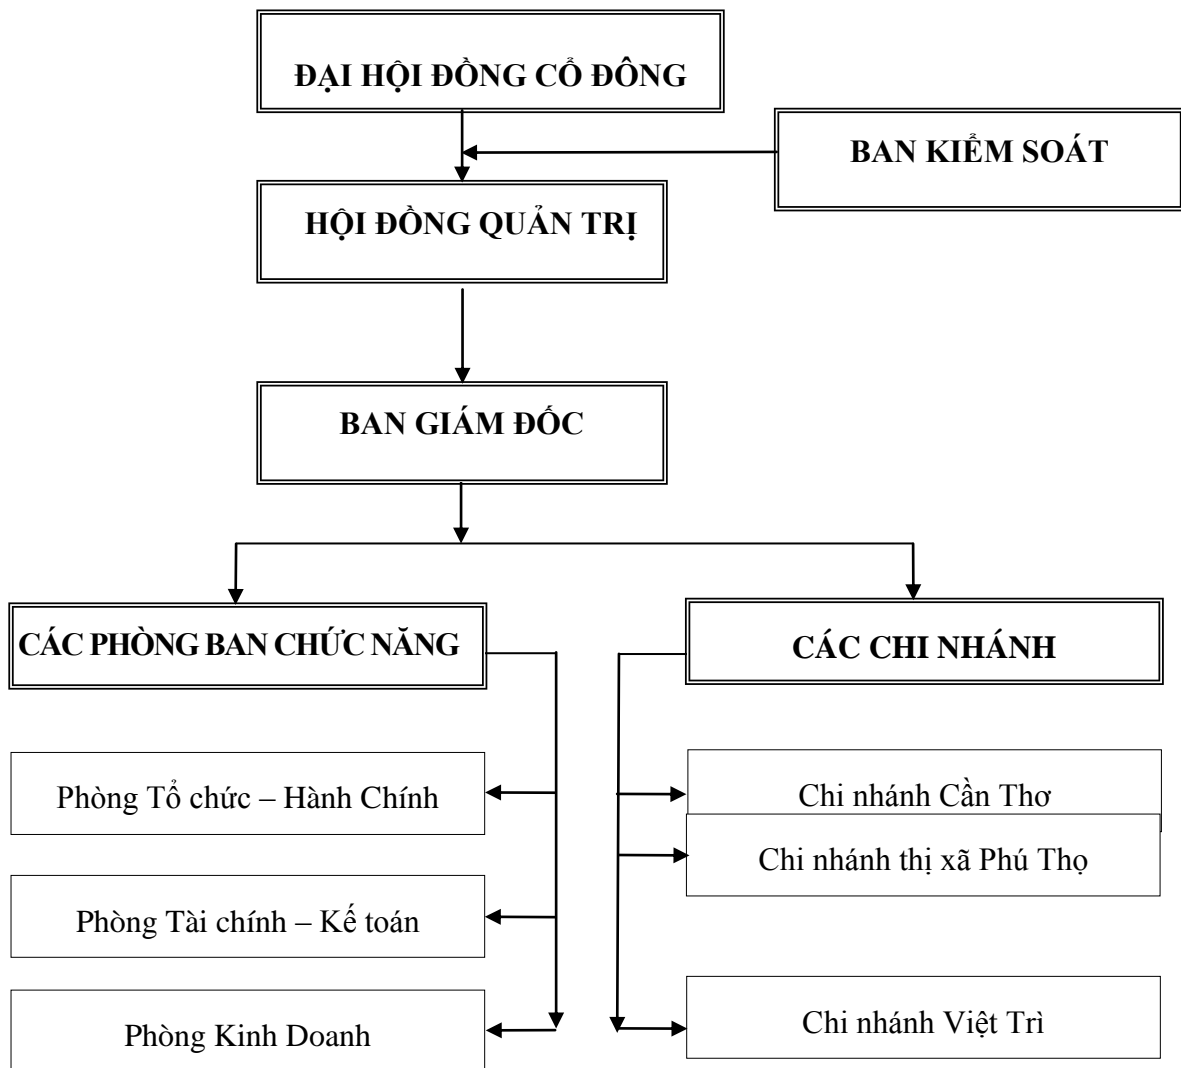 ĐẠI HỘI ĐỒNG CỔ ĐÔNG
BAN KIỂM SOÁT
HỘI ĐỒNG QUẢN TRỊ
BAN GIÁM ĐỐC
CÁC PHÒNG BAN CHỨC NĂNG
CÁC CHI NHÁNH
Phòng Tổ chức – Hành Chính
Chi nhánh Cần Thơ
Chi nhánh thị xã Phú Thọ
Phòng Tài chính – Kế toán
Phòng Kinh Doanh
Chi nhánh Việt Trì